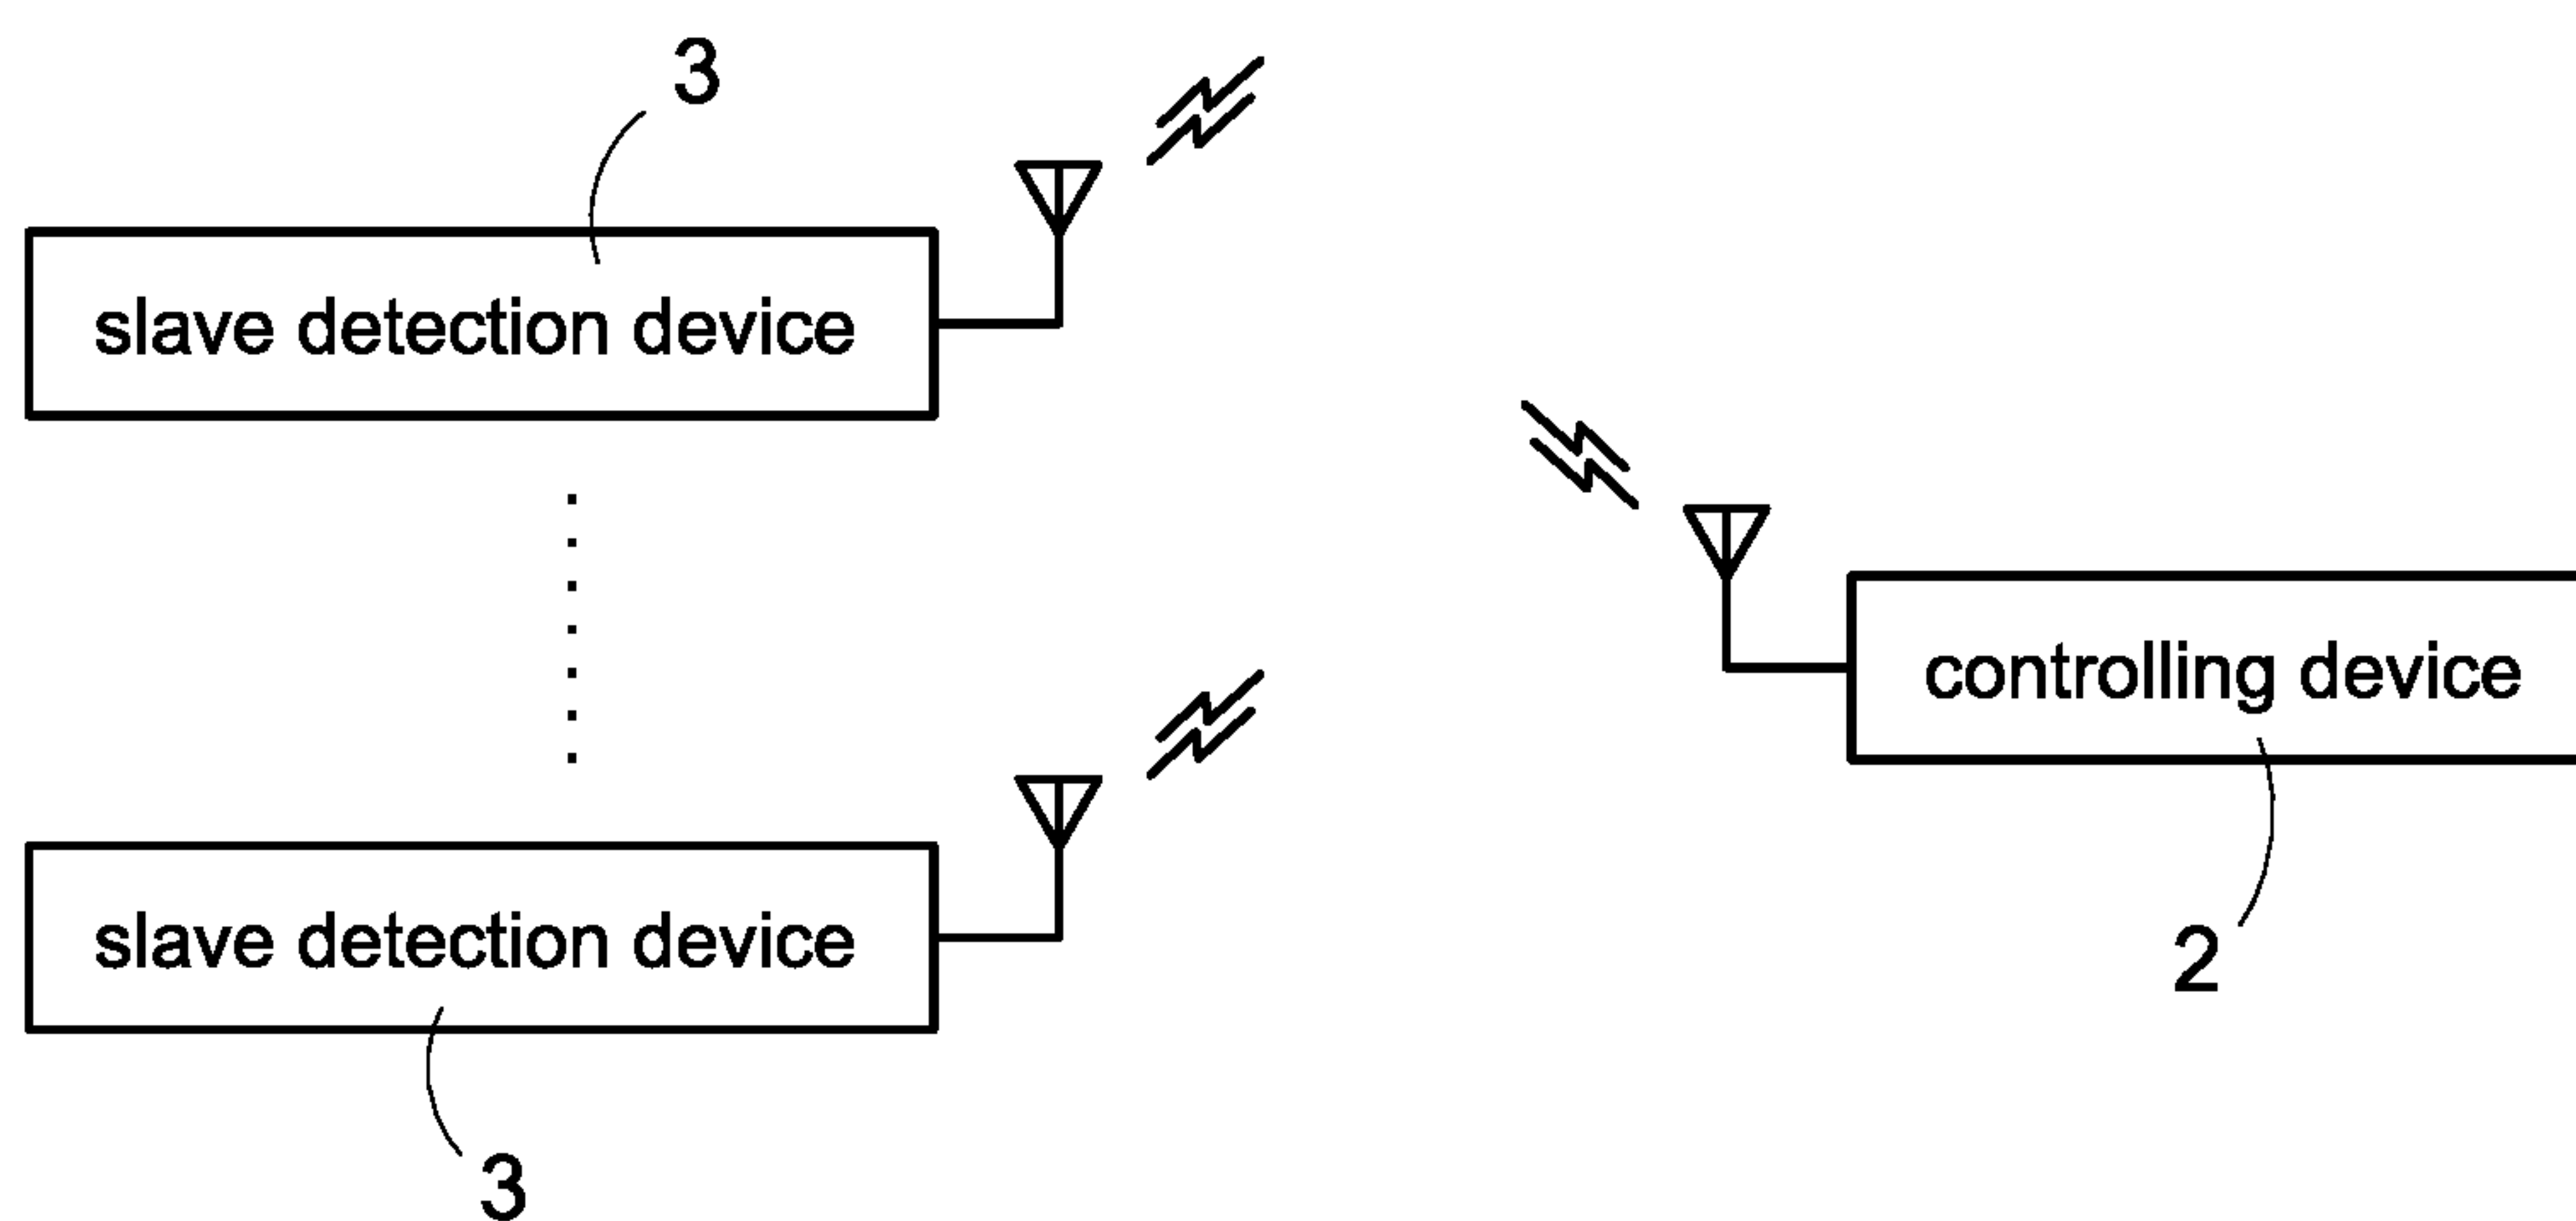 3
slave detection device
controlling device
slave detection device
2
3